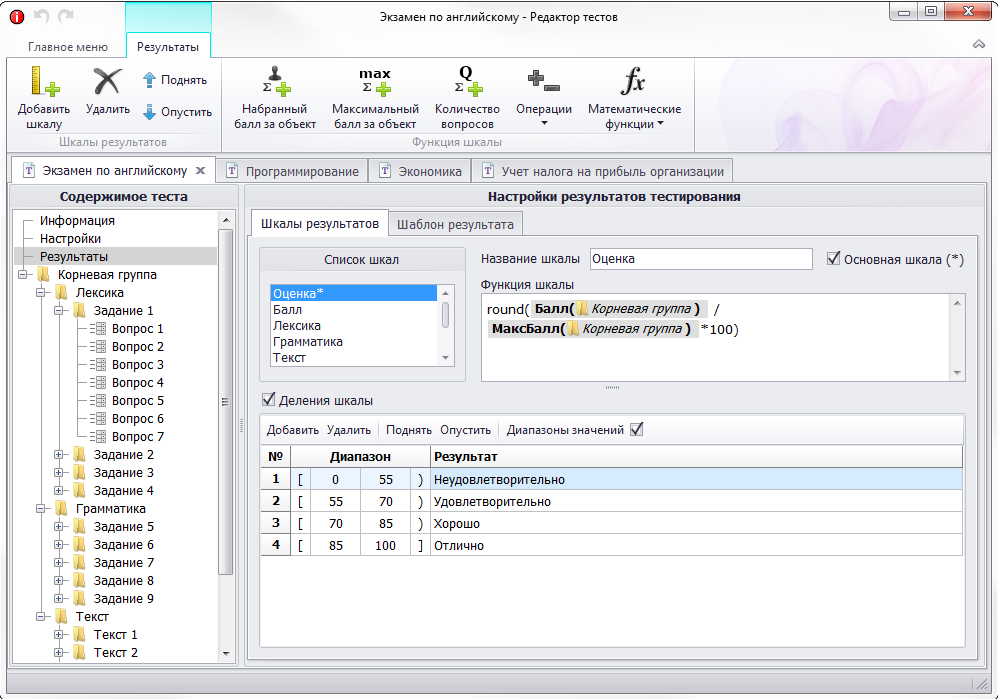 Экзамен по английскому - Редактор тестов
Главное меню
Результаты
Добавить шкалу
Удалить
Поднять
Опустить
Шкалы результатов
Σ
Набранный балл за объект
max
Σ
Максимальный балл за объект
Q
Σ
Количество вопросов
Операции
fx
Математические функции
Функция шкалы
Экзамен по английскому
Программирование
Экономика
Учет налога на прибыль организации
Содержимое теста
Информация
Настройки
Результаты
Корневая группа
Лексика
Задание 1
Вопрос 1
Вопрос 2
Вопрос 3
Вопрос 4
Вопрос 5
Вопрос 6
Вопрос 7
Задание 2
Задание 3
Задание 4
Грамматика
Задание 5
Задание 6
Задание 7
Задание 8
Задание 9
Текст
Текст 1
Текст 2
Настройки результатов тестирования
Шкалы результатов
Шаблон результата
Список шкал
Оценка*
Балл
Лексика
Грамматика
Текст
Название шкалы Оценка
Основная шкала (*)
Функция шкалы
round( Балл( Корневая группа ) /
МаксБалл( Корневая группа ) *100)
Деления шкалы
Добавить Удалить Поднять Опустить Диапазоны значений
№ Диапазон Результат
1 [ 0 55 ) Неудовлетворительно
2 [ 55 70 ) Удовлетворительно
3 [ 70 85 ) Хорошо
4 [ 85 100 ] Отлично